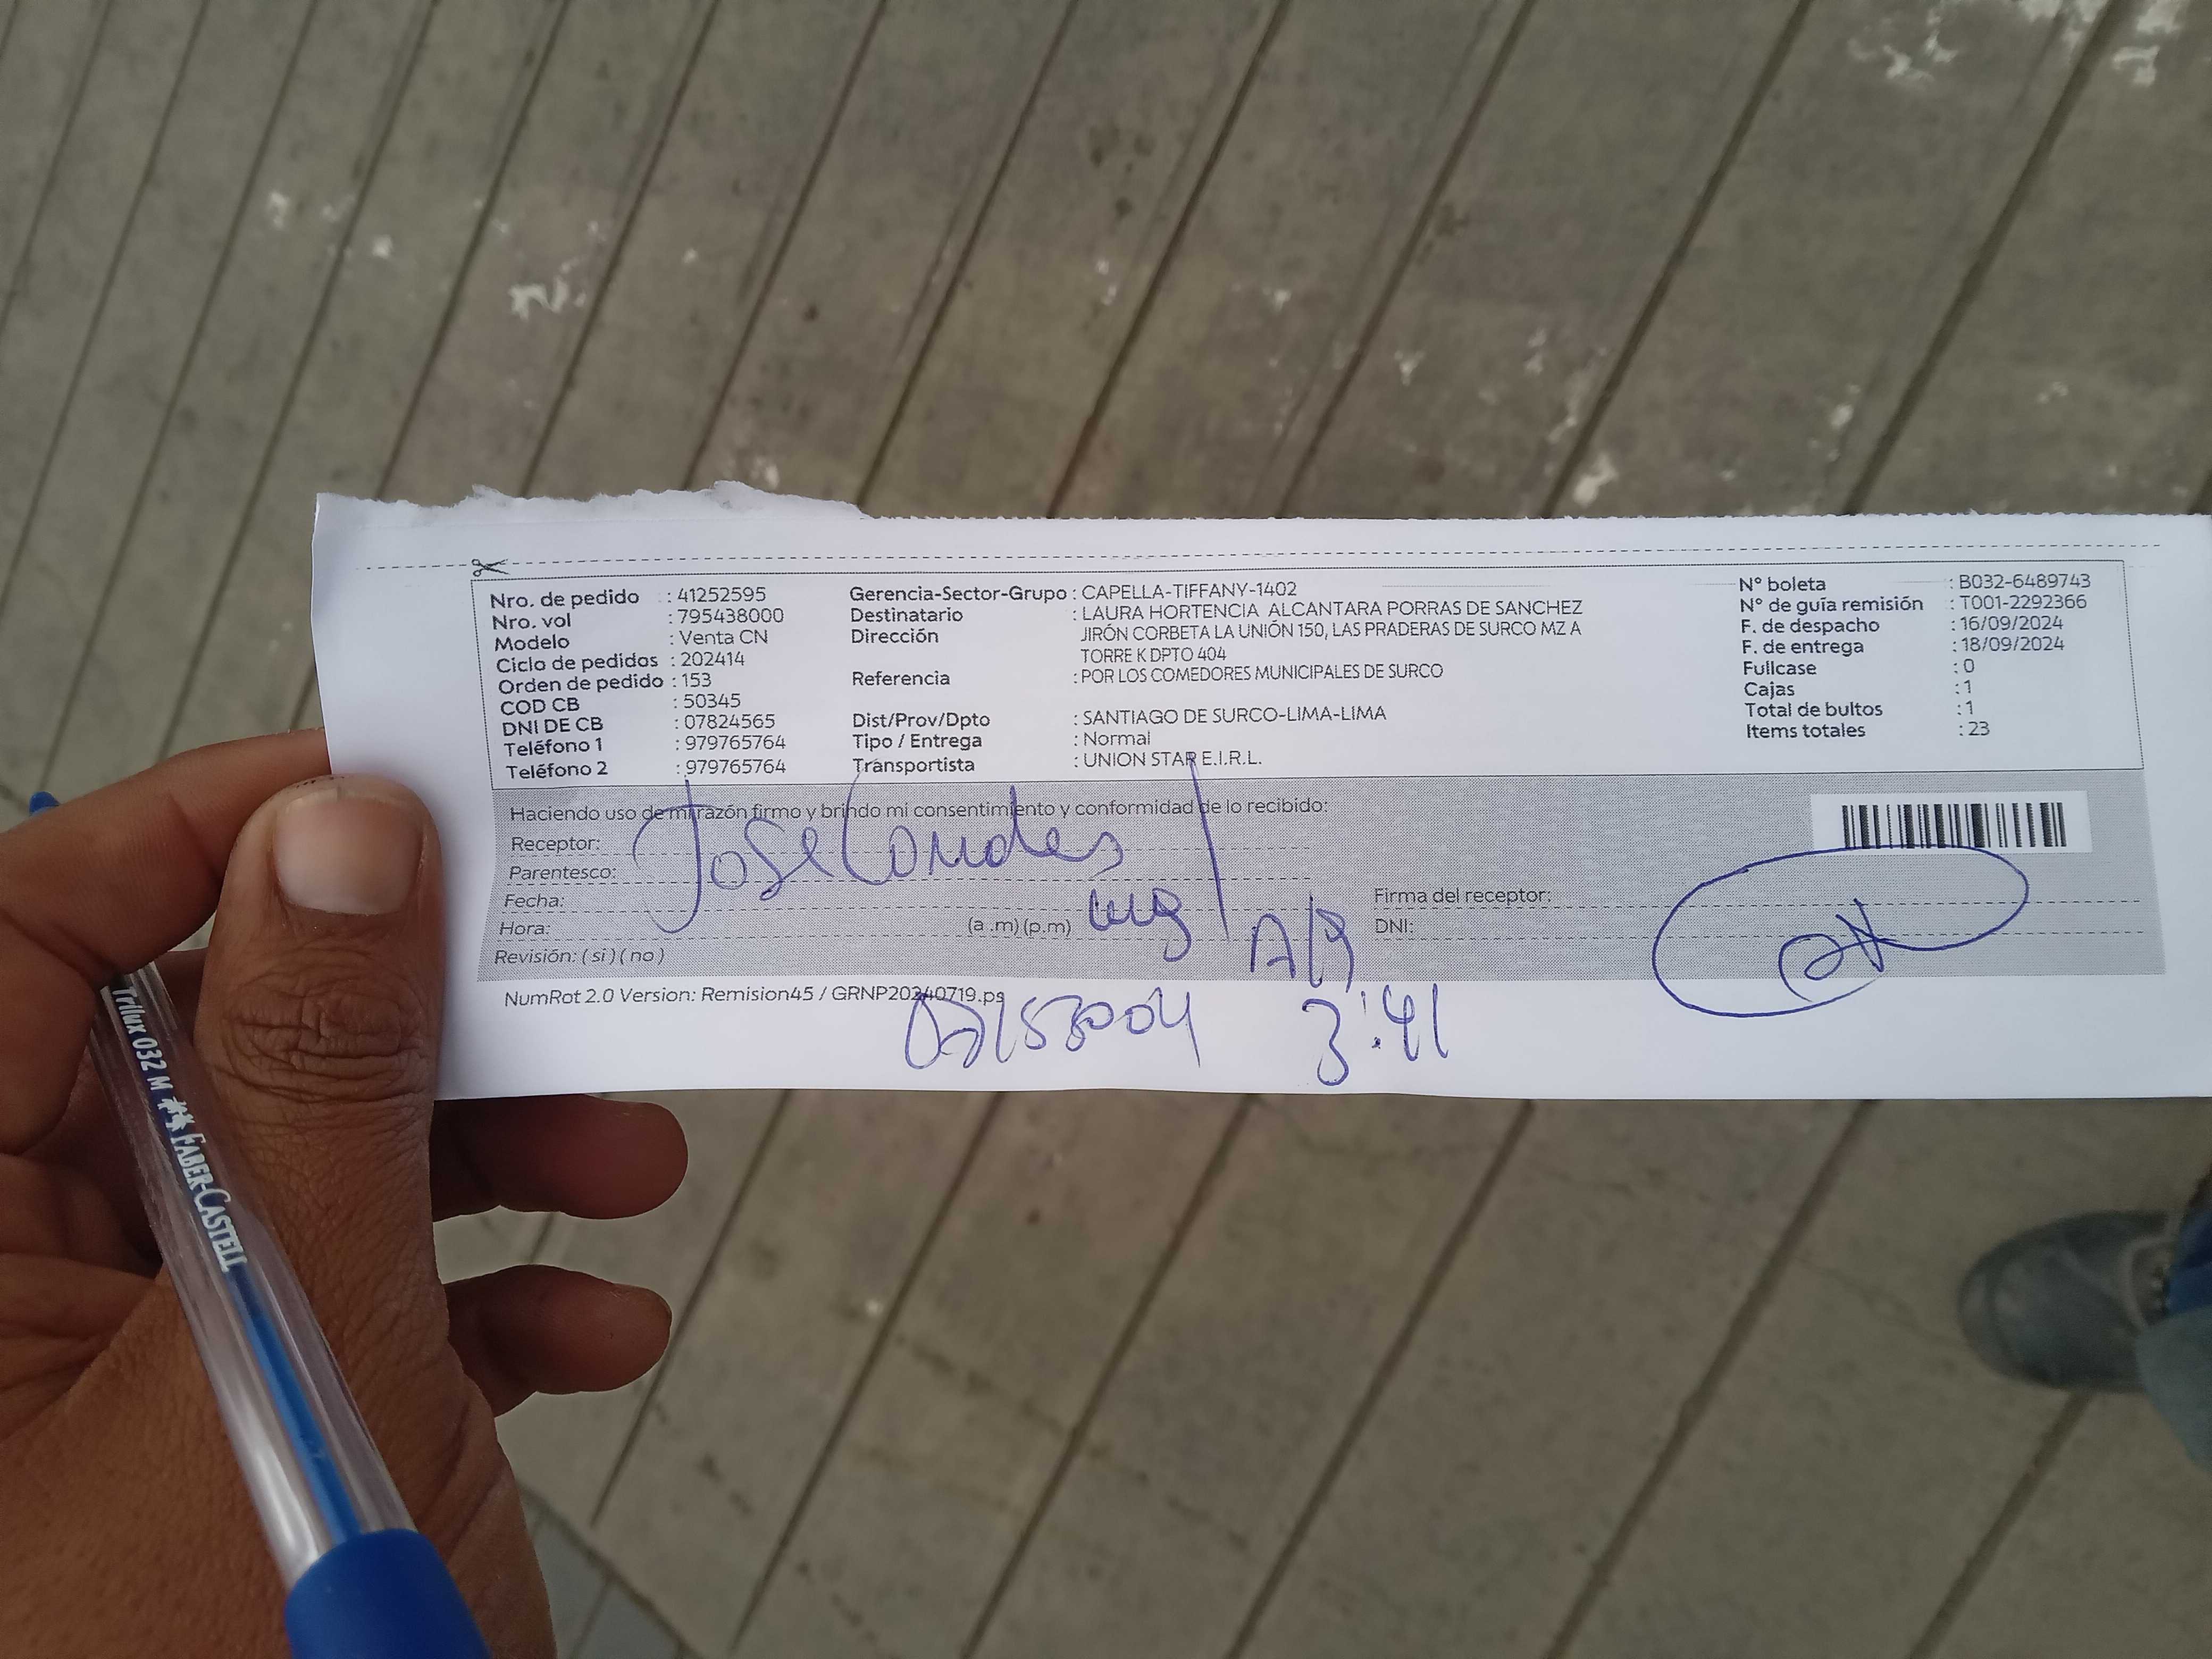 Nro. de pedido : 41252595
Nro. vol : 795438000
Modelo : Venta CN
Ciclo de pedidos : 202414
Orden de pedido : 153
COD CB : 50345
DNI DE CB : 07824565
Teléfono 1 : 979765764
Teléfono 2 : 979765764
Gerencia-Sector-Grupo : CAPELLA-TIFFANY-1402
Destinatario : LAURA HORTENCIA ALCANTARA PORRAS DE SANCHEZ
Dirección JIRÓN CORBETA LA UNIÓN 150, LAS PRADERAS DE SURCO MZ A
TORRE K DPTO 404
Referencia : POR LOS COMEDORES MUNICIPALES DE SURCO
Dist/Prov/Dpto : SANTIAGO DE SURCO-LIMA-LIMA
Tipo / Entrega : Normal
Transportista : UNION STAR E.I.R.L.
N° boleta : B032-6489743
N° de guía remisión : T001-2292366
F. de despacho : 16/09/2024
F. de entrega : 18/09/2024
Fullcase : 0
Cajas : 1
Total de bultos : 1
Items totales : 23
Haciendo uso de mi razón firmo y brindo mi consentimiento y conformidad de lo recibido:
Receptor: Jose
Parentesco:
Fecha:
Hora: (a.m) (p.m)
Revisión: ( si ) ( no )
Firma del receptor:
DNI:
NumRot 2.0 Version: Remision45 / GRNP20240719.ps
3:41
Trilux 032 M FABER-CASTELL